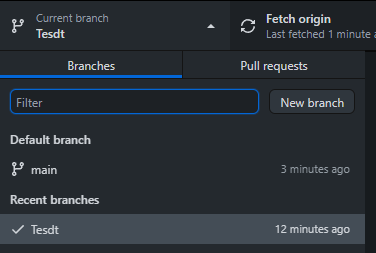 Current branch
Tesdt
Fetch origin
Last fetched 1 minute
Branches
Pull requests
Filter
New branch
Default branch
main
3 minutes ago
Recent branches
Tesdt
12 minutes ago